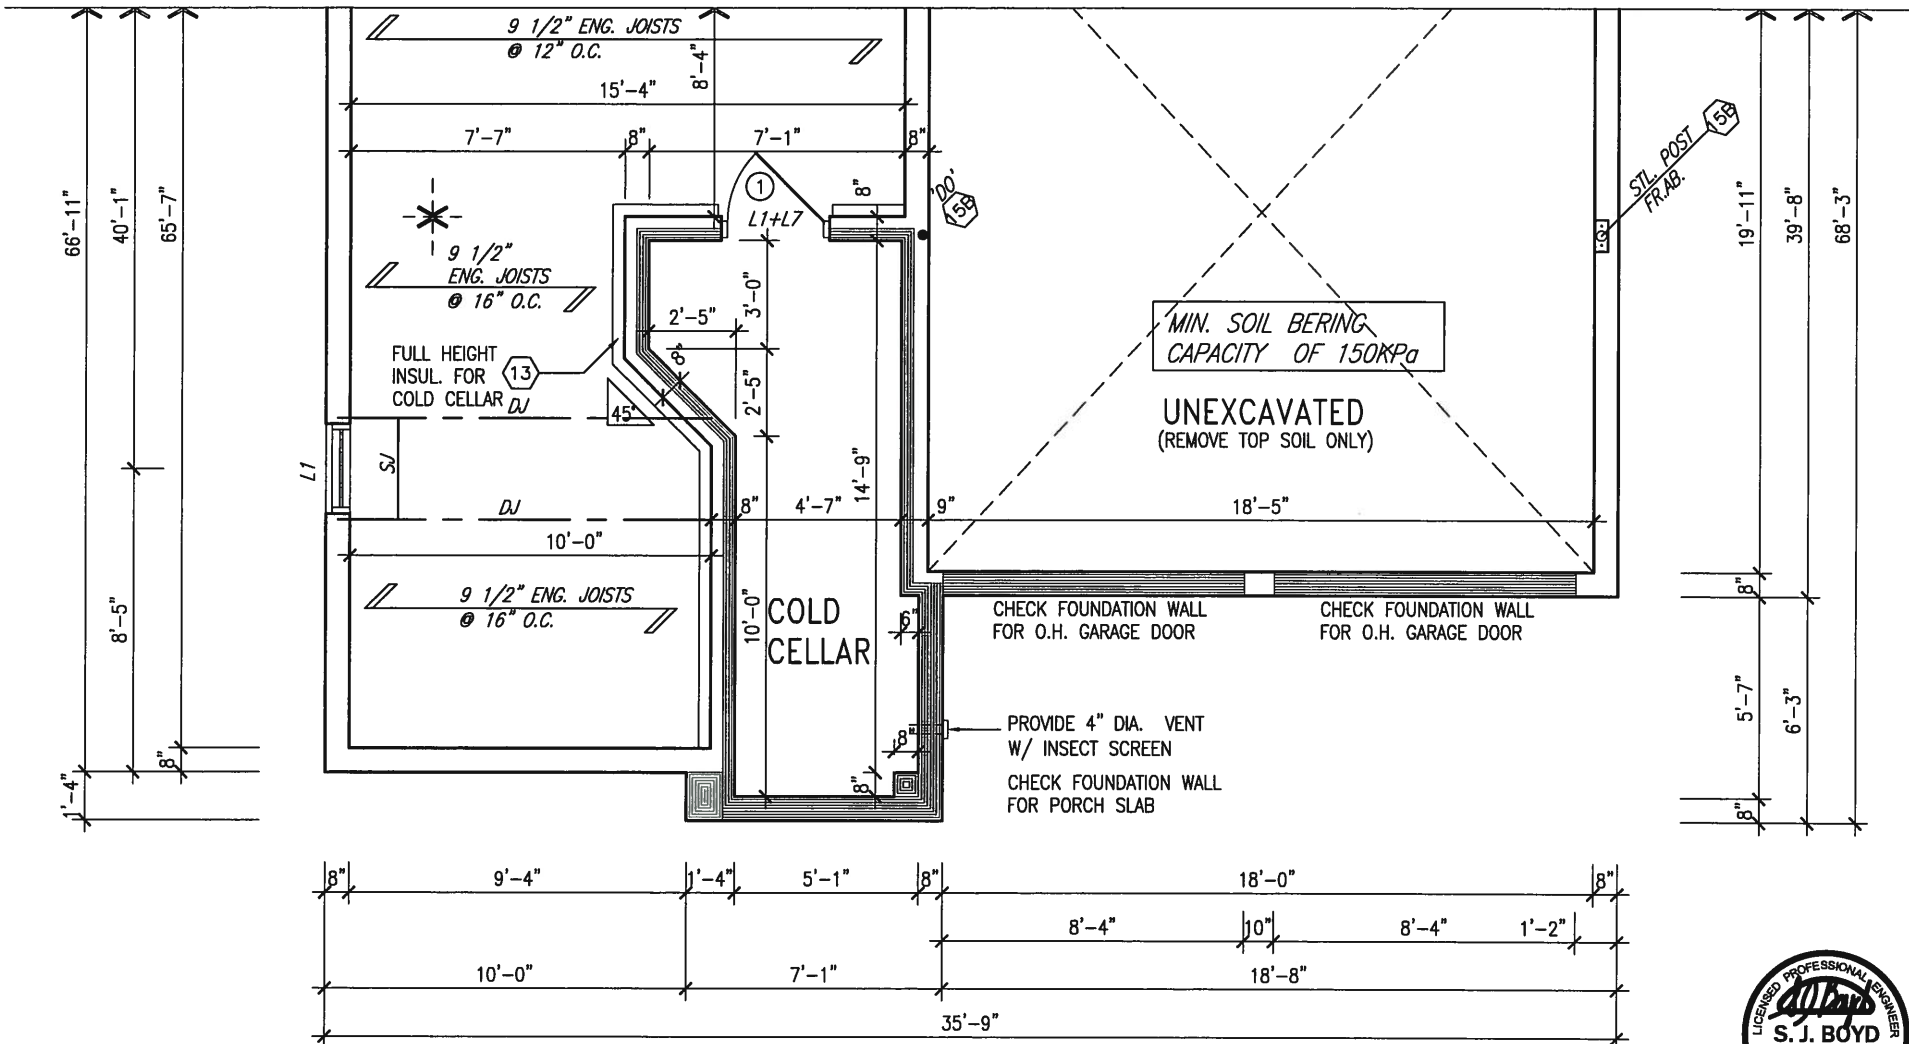 9 1/2" ENG. JOISTS
@ 12" O.C.
8'-4"
15'-4"
7'-7"
8"
7'-1"
8"
66'-11"
40'-1"
65'-7"
1
L1+L7
8"
'DO'
15B
STL. POST
FR.AB.
15B
19'-11"
39'-8"
68'-3"
9 1/2"
ENG. JOISTS
@ 16" O.C.
3'-0"
2'-5"
8"
2'-5"
MIN. SOIL BERING
CAPACITY OF 150KPa
FULL HEIGHT
INSUL. FOR
COLD CELLAR
13
DJ
45°
UNEXCAVATED
(REMOVE TOP SOIL ONLY)
L1
SJ
14'-9"
DJ
8"
4'-7"
9"
18'-5"
10'-0"
8'-5"
9 1/2" ENG. JOISTS
@ 16" O.C.
10'-0"
COLD
CELLAR
6"
CHECK FOUNDATION WALL
FOR O.H. GARAGE DOOR
CHECK FOUNDATION WALL
FOR O.H. GARAGE DOOR
8"
5'-7"
6'-3"
PROVIDE 4" DIA. VENT
W/ INSECT SCREEN
8"
8"
1'-4"
8"
CHECK FOUNDATION WALL
FOR PORCH SLAB
8"
8"
9'-4"
1'-4"
5'-1"
8"
18'-0"
8"
8'-4"
10"
8'-4"
1'-2"
10'-0"
7'-1"
18'-8"
35'-9"
LICENSED PROFESSIONAL ENGINEER
S. J. BOYD